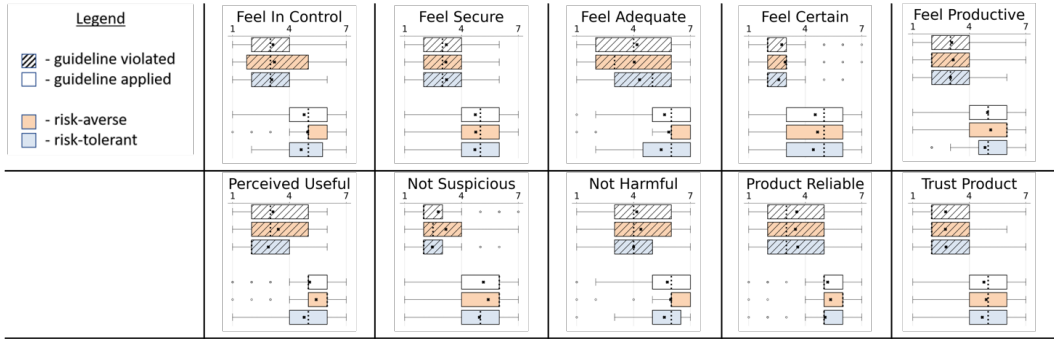 Legend
- guideline violated
- guideline applied
- risk-averse
- risk-tolerant
Feel In Control
1 4 7
Feel Secure
1 4 7
Feel Adequate
1 4 7
Feel Certain
1 4 7
Feel Productive
1 4 7
Perceived Useful
1 4 7
Not Suspicious
1 4 7
Not Harmful
1 4 7
Product Reliable
1 4 7
Trust Product
1 4 7